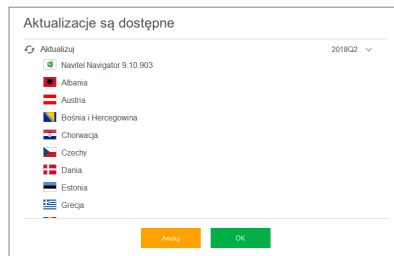 Aktualizacje są dostępne
Aktualizuj 2018Q2
Navitel Navigator 9.10.903
Albania
Austria
Bośnia i Hercegowina
Chorwacja
Czechy
Dania
Estonia
Grecja
Anuluj OK